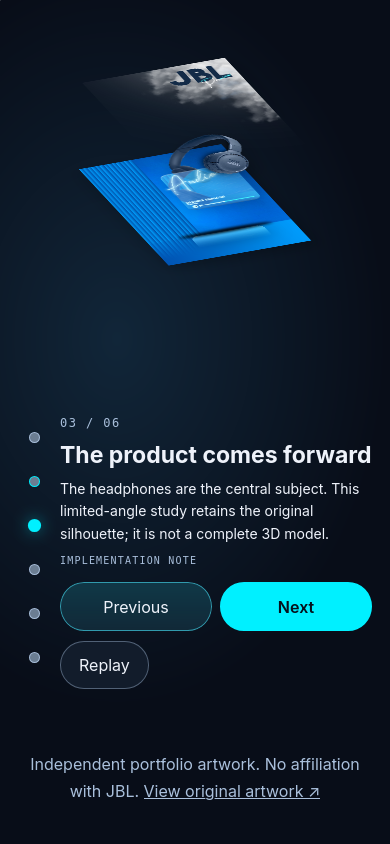 JBL
Audio
03 / 06
The product comes forward
The headphones are the central subject. This
limited-angle study retains the original
silhouette; it is not a complete 3D model.
IMPLEMENTATION NOTE
Previous
Next
Replay
Independent portfolio artwork. No affiliation
with JBL. View original artwork ↗